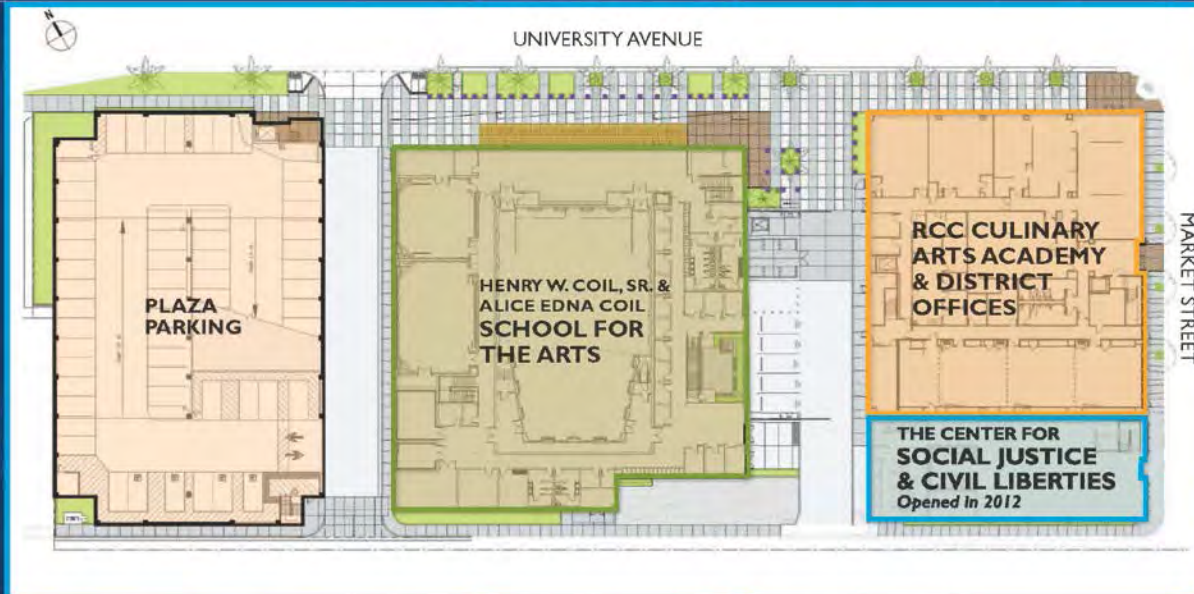 N
UNIVERSITY AVENUE
PLAZA
PARKING
HENRY W. COIL, SR. &
ALICE EDNA COIL
SCHOOL FOR
THE ARTS
RCC CULINARY
ARTS ACADEMY
& DISTRICT
OFFICES
MARKET STREET
THE CENTER FOR
SOCIAL JUSTICE
& CIVIL LIBERTIES
Opened in 2012